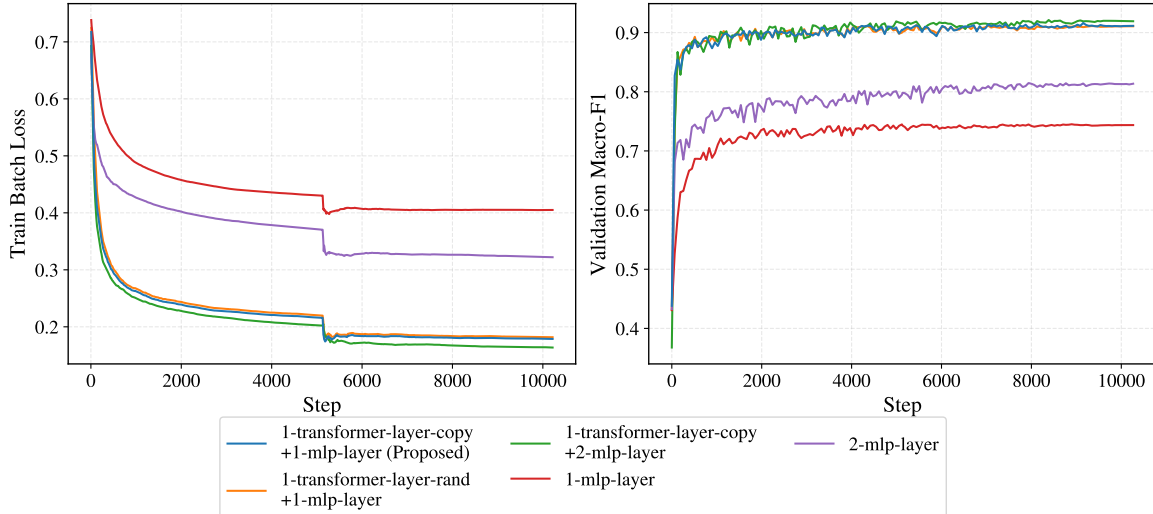 Train Batch Loss
0.7
0.6
0.5
0.4
0.3
0.2
0
2000
4000
6000
8000
10000
Step
Validation Macro-F1
0.9
0.8
0.7
0.6
0.5
0.4
0
2000
4000
6000
8000
10000
Step
1-transformer-layer-copy
+1-mlp-layer (Proposed)
1-transformer-layer-rand
+1-mlp-layer
1-transformer-layer-copy
+2-mlp-layer
1-mlp-layer
2-mlp-layer